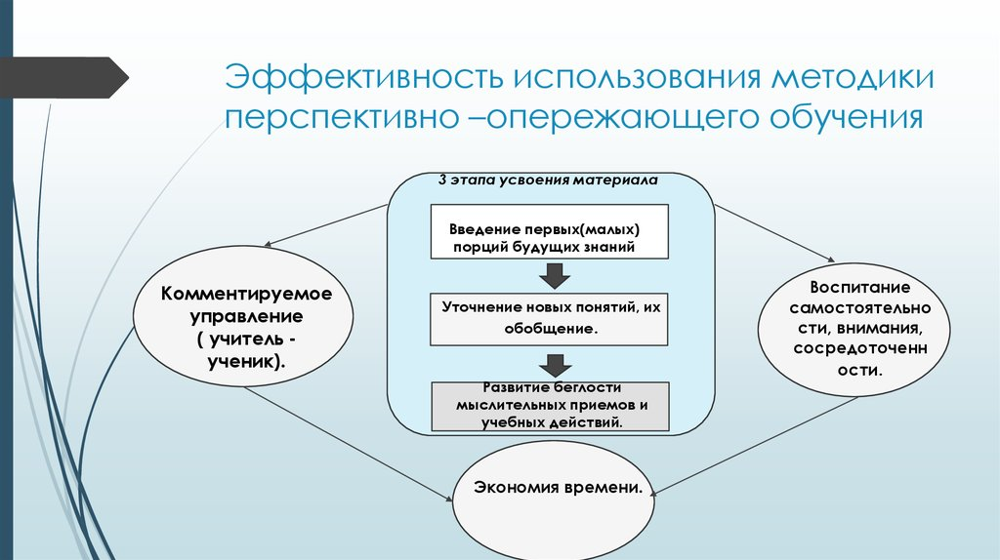 Эффективность использования методики
перспективно –опережающего обучения
3 этапа усвоения материала
Введение первых(малых)
порций будущих знаний
Комментируемое
управление
( учитель -
ученик).
Уточнение новых понятий, их
обобщение.
Воспитание
самостоятельно
сти, внимания,
сосредоточенн
ости.
Развитие беглости
мыслительных приемов и
учебных действий.
Экономия времени.